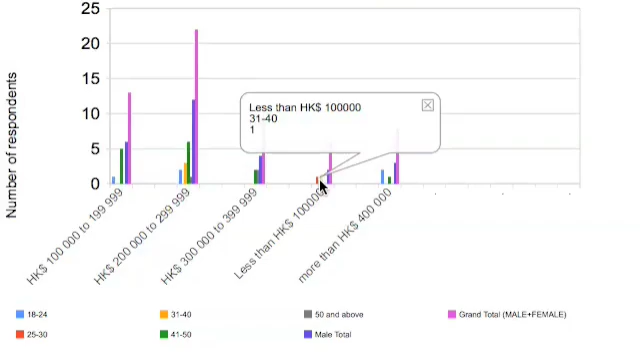 25
20
15
10
5
0
Number of respondents
Less than HK$ 100000
31-40
1
HK$ 100 000 to 199 999
HK$ 200 000 to 299 999
HK$ 300 000 to 399 999
Less than HK$ 100000
more than HK$ 400 000
18-24
31-40
50 and above
Grand Total (MALE+FEMALE)
25-30
41-50
Male Total